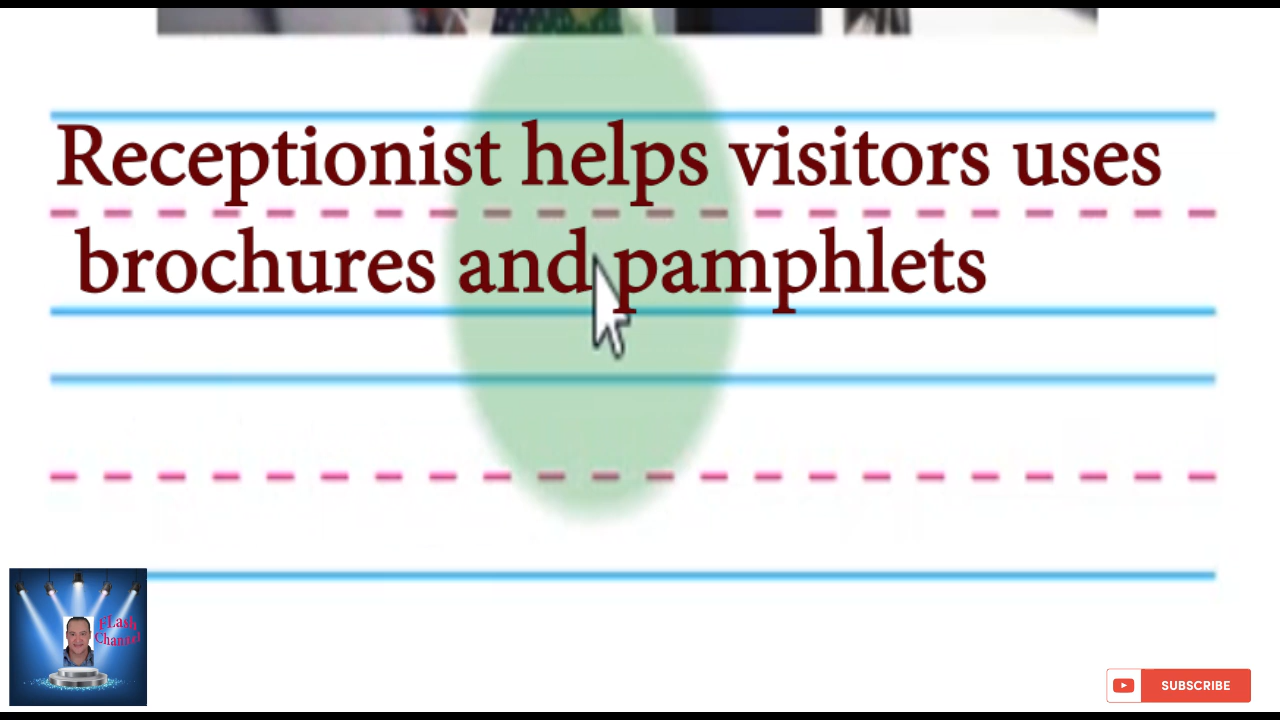 Receptionist helps visitors uses
brochures and pamphlets
FLash
Channel
SUBSCRIBE